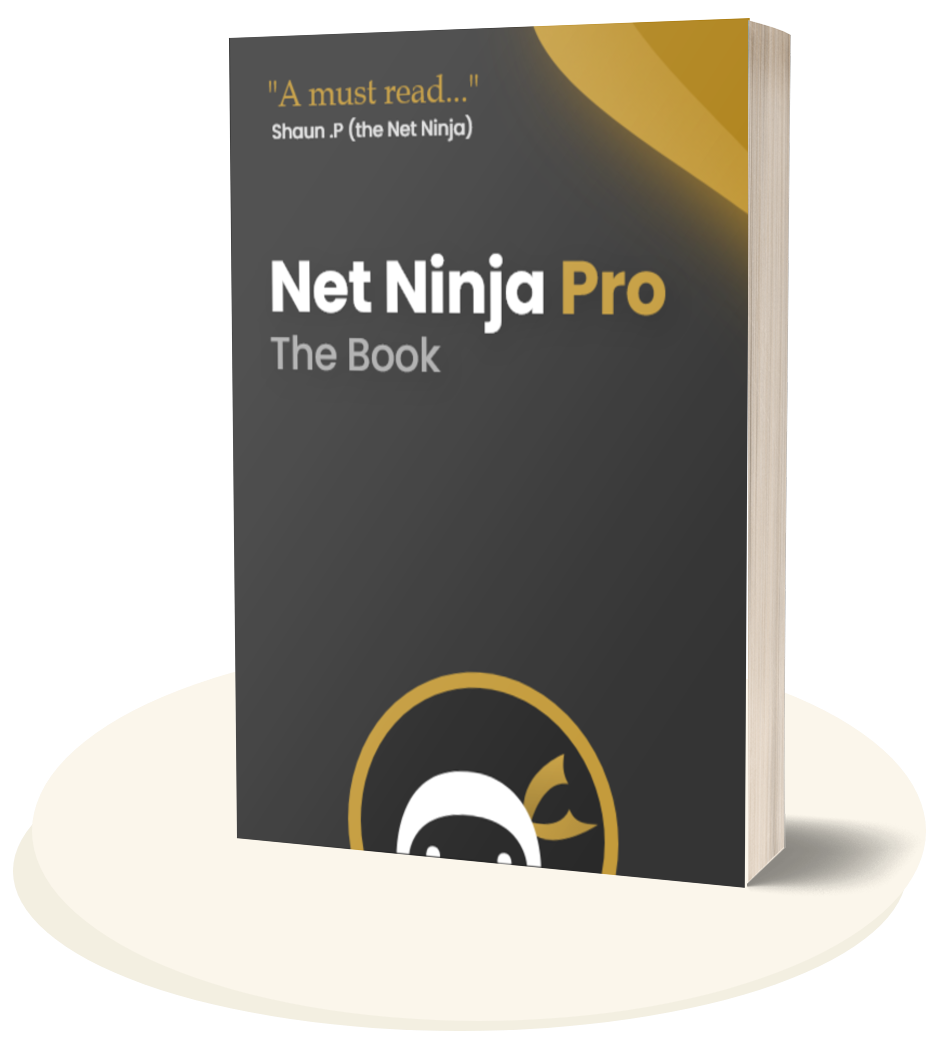 "A must read..."
Shaun .P (the Net Ninja)
Net Ninja Pro
The Book